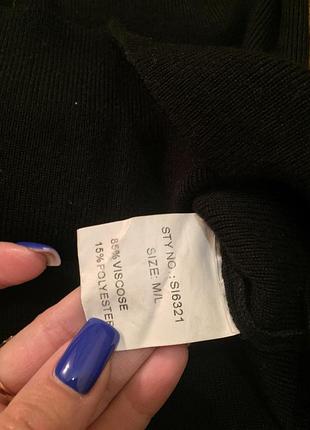 STY NO.: SI6321
SIZE: M/L
85% VISCOSE
15% POLYESTER